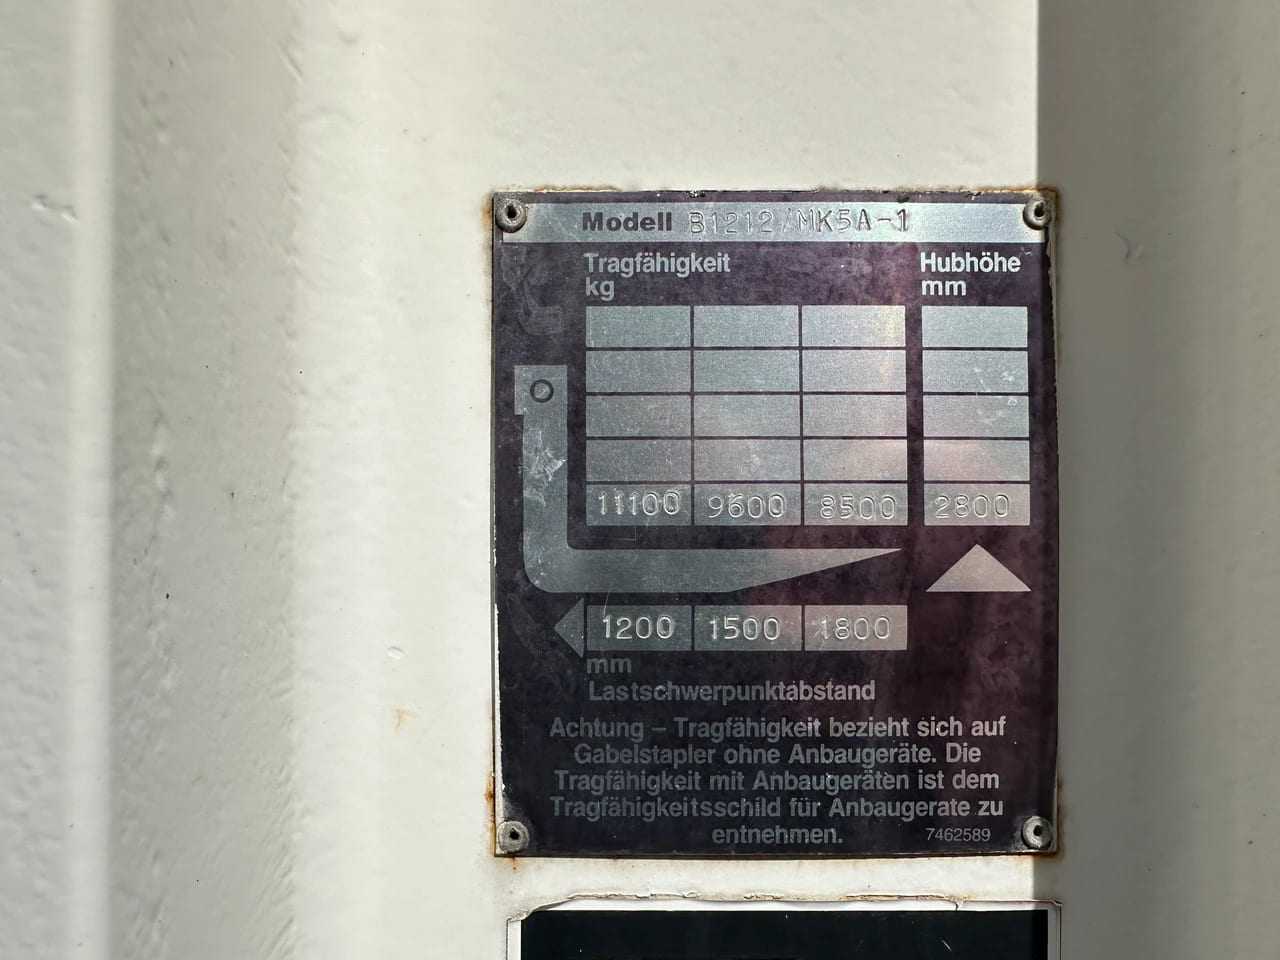 Modell B1212/MK5A-1
Tragfähigkeit Hubhöhe
kg mm
11100 9600 8500 2800
1200 1500 1800
mm
Lastschwerpunktabstand
Achtung – Tragfähigkeit bezieht sich auf
Gabelstapler ohne Anbaugeräte. Die
Tragfähigkeit mit Anbaugeräten ist dem
Tragfähigkeitsschild für Anbaugerate zu
entnehmen. 7462589